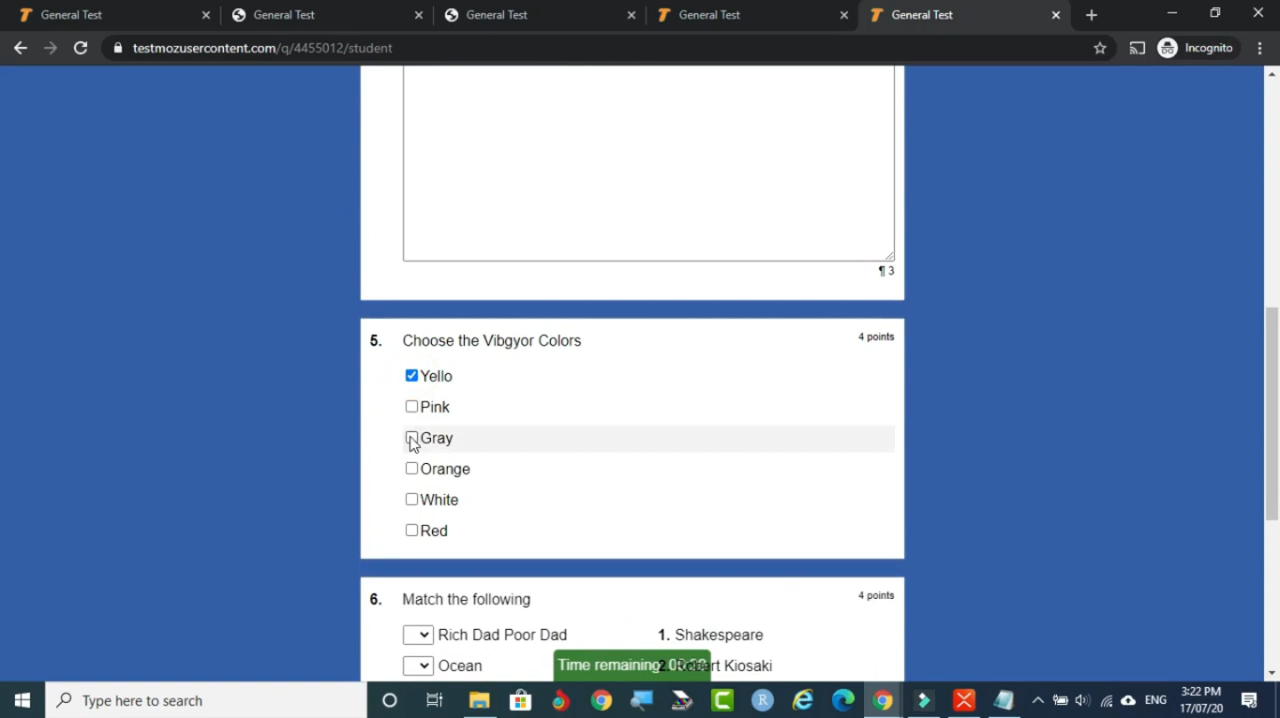 General Test
General Test
General Test
General Test
General Test
testmozusercontent.com/q/4455012/student
Incognito
¶ 3
5. Choose the Vibgyor Colors
4 points
Yello
Pink
Gray
Orange
White
Red
6. Match the following
4 points
Rich Dad Poor Dad
1. Shakespeare
Ocean
Kiosaki
Time remaining
Type here to search
ENG
3:22 PM
17/07/20